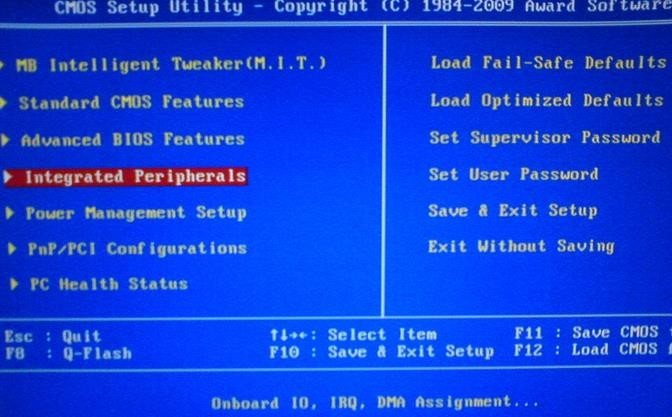 CMOS Setup Utility - Copyright (C) 1984-2009 Award Software
MB Intelligent Tweaker(M.I.T.)
Standard CMOS Features
Advanced BIOS Features
Integrated Peripherals
Power Management Setup
PnP/PCI Configurations
PC Health Status
Load Fail-Safe Defaults
Load Optimized Defaults
Set Supervisor Password
Set User Password
Save & Exit Setup
Exit Without Saving
Esc : Quit
F8 : Q-Flash
↑↓→←: Select Item
F10 : Save & Exit Setup
F11 : Save CMOS
F12 : Load CMOS
Onboard IO, IRQ, DMA Assignment...